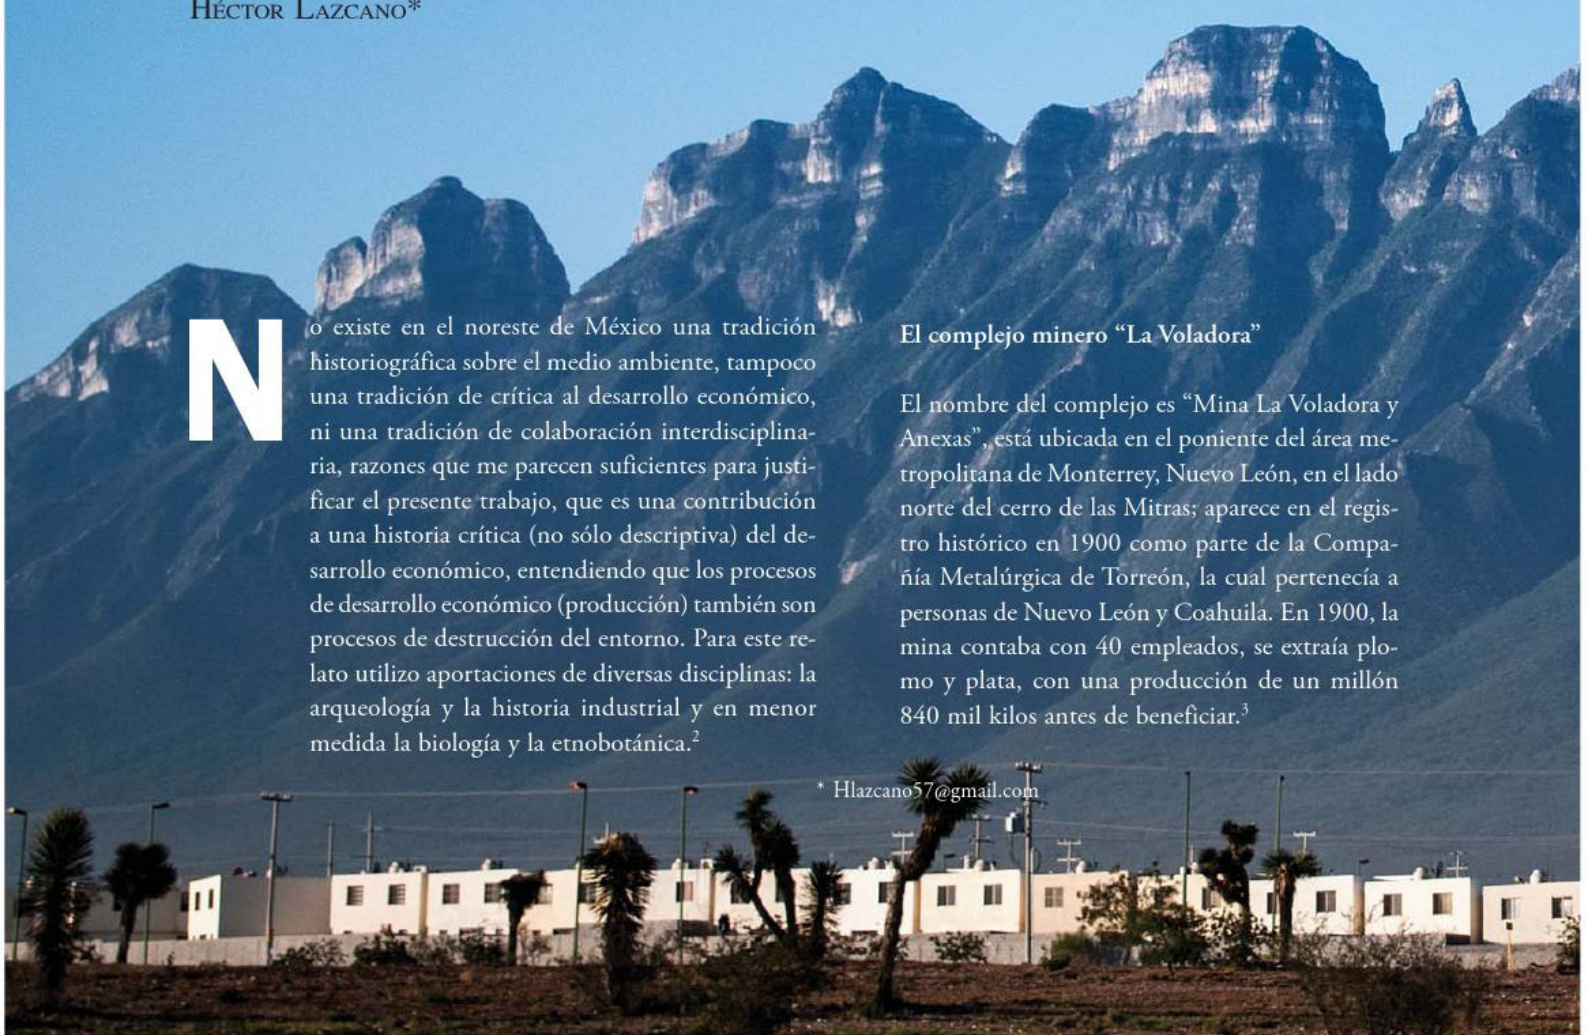 HÉCTOR LAZCANO*
No existe en el noreste de México una tradición
historiográfica sobre el medio ambiente, tampoco
una tradición de crítica al desarrollo económico,
ni una tradición de colaboración interdisciplina-
ria, razones que me parecen suficientes para justi-
ficar el presente trabajo, que es una contribución
a una historia crítica (no sólo descriptiva) del de-
sarrollo económico, entendiendo que los procesos
de desarrollo económico (producción) también son
procesos de destrucción del entorno. Para este re-
lato utilizo aportaciones de diversas disciplinas: la
arqueología y la historia industrial y en menor
medida la biología y la etnobotánica.²
El complejo minero “La Voladora”
El nombre del complejo es “Mina La Voladora y
Anexas”, está ubicada en el poniente del área me-
tropolitana de Monterrey, Nuevo León, en el lado
norte del cerro de las Mitras; aparece en el regis-
tro histórico en 1900 como parte de la Compa-
ñía Metalúrgica de Torreón, la cual pertenecía a
personas de Nuevo León y Coahuila. En 1900, la
mina contaba con 40 empleados, se extraía plo-
mo y plata, con una producción de un millón
840 mil kilos antes de beneficiar.³
* Hlazcano57@gmail.com